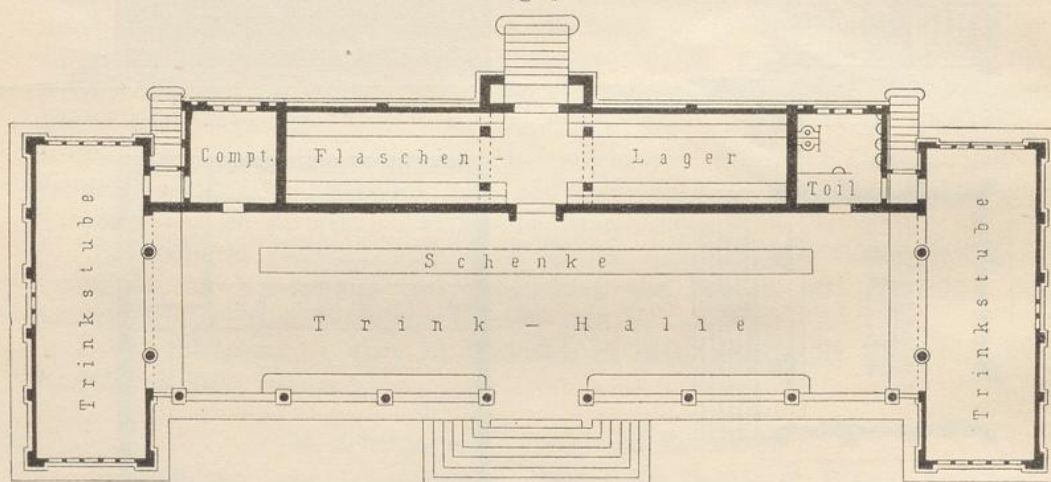 Compt.
Flaschen-
Lager
Toil
Trinkstube
Schenke
Trink-Halle
Trinkstube